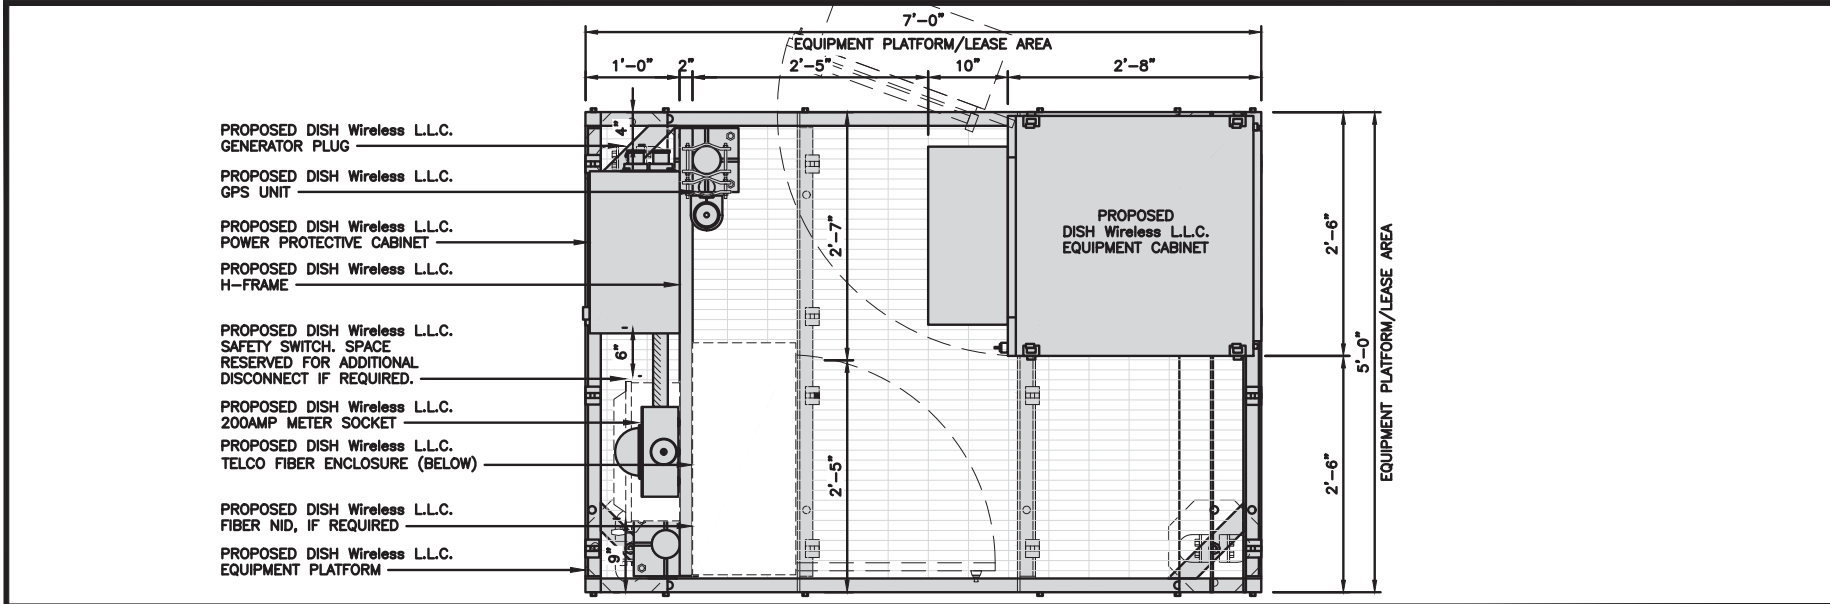 7'-0"
EQUIPMENT PLATFORM/LEASE AREA
1'-0"
2"
2'-5"
10"
2'-8"
PROPOSED DISH Wireless L.L.C.
GENERATOR PLUG
PROPOSED DISH Wireless L.L.C.
GPS UNIT
PROPOSED DISH Wireless L.L.C.
POWER PROTECTIVE CABINET
PROPOSED DISH Wireless L.L.C.
H-FRAME
PROPOSED DISH Wireless L.L.C.
SAFETY SWITCH. SPACE
RESERVED FOR ADDITIONAL
DISCONNECT IF REQUIRED.
PROPOSED DISH Wireless L.L.C.
200AMP METER SOCKET
PROPOSED DISH Wireless L.L.C.
TELCO FIBER ENCLOSURE (BELOW)
PROPOSED DISH Wireless L.L.C.
FIBER NID, IF REQUIRED
PROPOSED DISH Wireless L.L.C.
EQUIPMENT PLATFORM
4"
6"
9"
2'-7"
2'-5"
PROPOSED
DISH Wireless L.L.C.
EQUIPMENT CABINET
2'-6"
2'-6"
5'-0"
EQUIPMENT PLATFORM/LEASE AREA